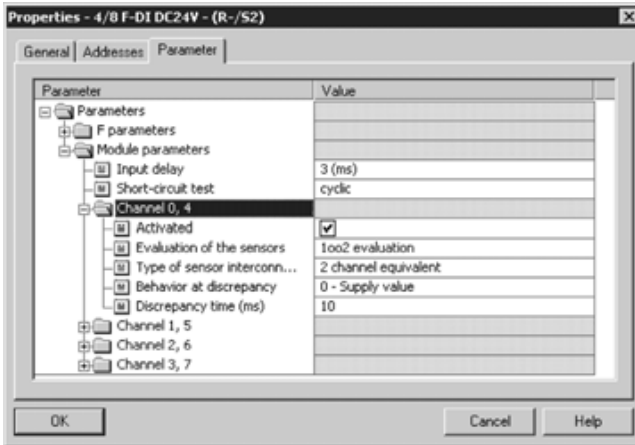 Properties - 4/8 F-DI DC24V - (R-/S2)
General Addresses Parameter
Parameter Value
Parameters
F parameters
Module parameters
Input delay 3 (ms)
Short-circuit test cyclic
Channel 0, 4
Activated
Evaluation of the sensors 1oo2 evaluation
Type of sensor interconn... 2 channel equivalent
Behavior at discrepancy 0 - Supply value
Discrepancy time (ms) 10
Channel 1, 5
Channel 2, 6
Channel 3, 7
OK Cancel Help